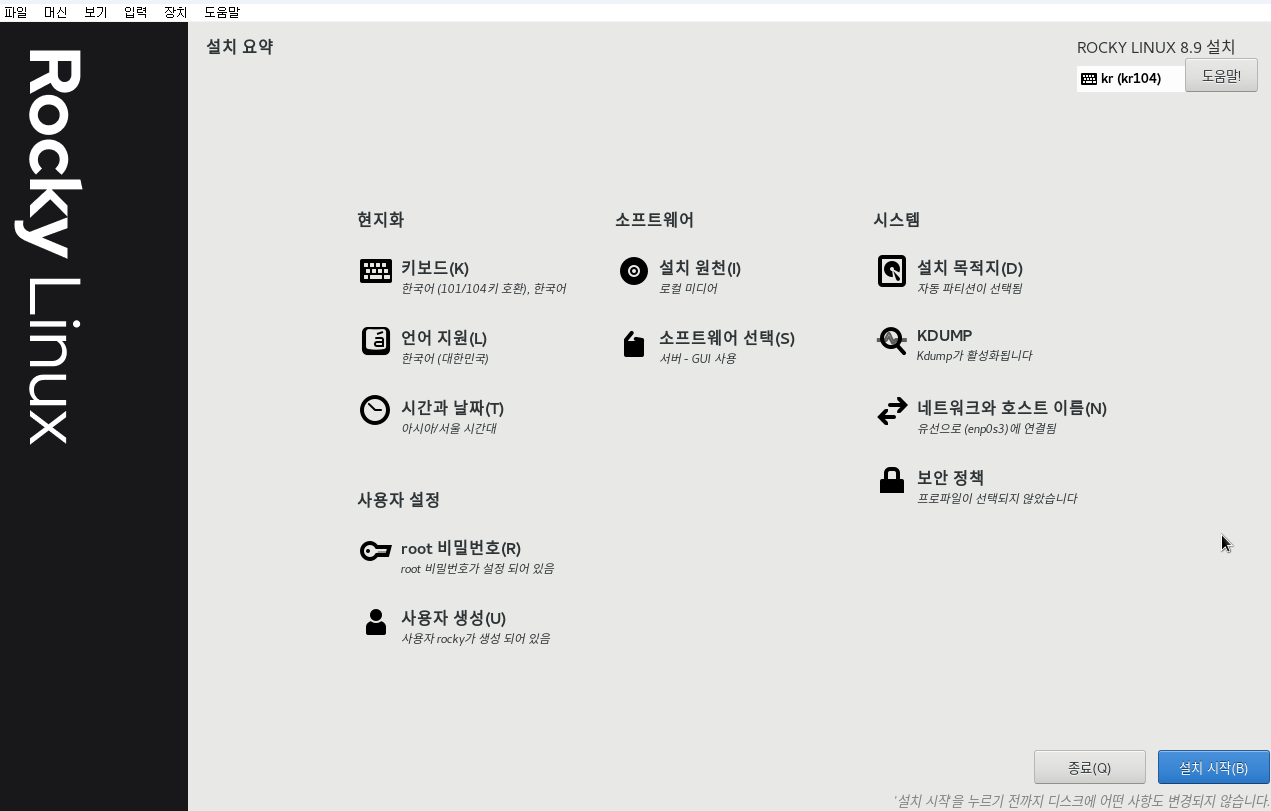 파일 머신 보기 입력 장치 도움말
Rocky Linux
설치 요약
ROCKY LINUX 8.9 설치
kr (kr104)
도움말!
현지화
키보드(K)
한국어 (101/104키 호환), 한국어
언어 지원(L)
한국어 (대한민국)
시간과 날짜(T)
아시아/서울 시간대
소프트웨어
설치 원천(I)
로컬 미디어
소프트웨어 선택(S)
서버 - GUI 사용
시스템
설치 목적지(D)
자동 파티션이 선택됨
KDUMP
Kdump가 활성화됩니다
네트워크와 호스트 이름(N)
유선으로 (enp0s3)에 연결됨
보안 정책
프로파일이 선택되지 않았습니다
사용자 설정
root 비밀번호(R)
root 비밀번호가 설정 되어 있음
사용자 생성(U)
사용자 rocky가 생성 되어 있음
종료(Q)
설치 시작(B)
'설치 시작'을 누르기 전까지 디스크에 어떤 사항도 변경되지 않습니다